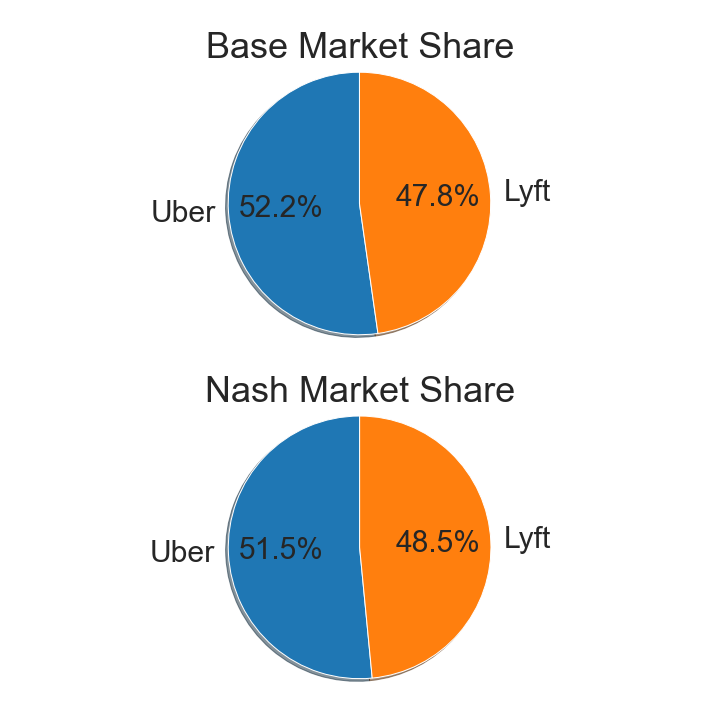 Base Market Share
Uber 52.2% 47.8% Lyft
Nash Market Share
Uber 51.5% 48.5% Lyft